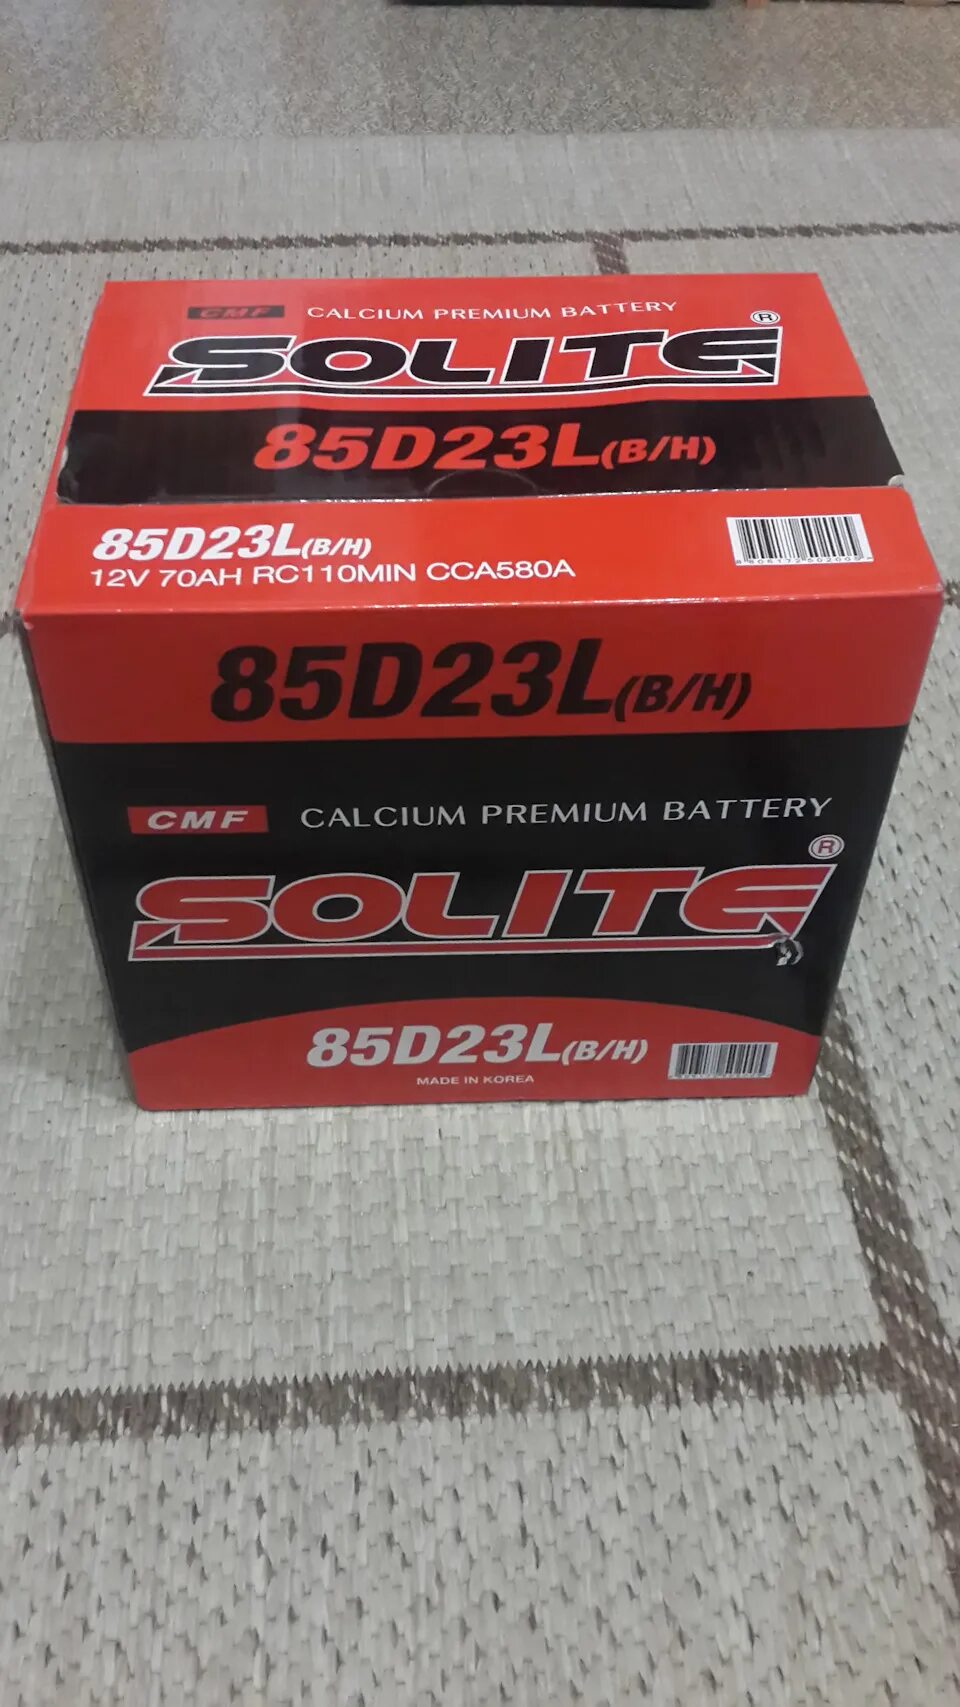 CMF CALCIUM PREMIUM BATTERY
SOLITE ®
85D23L(B/H)
85D23L(B/H)
12V 70AH RC110MIN CCA580A
85D23L(B/H)
CMF CALCIUM PREMIUM BATTERY
SOLITE ®
85D23L(B/H)
MADE IN KOREA